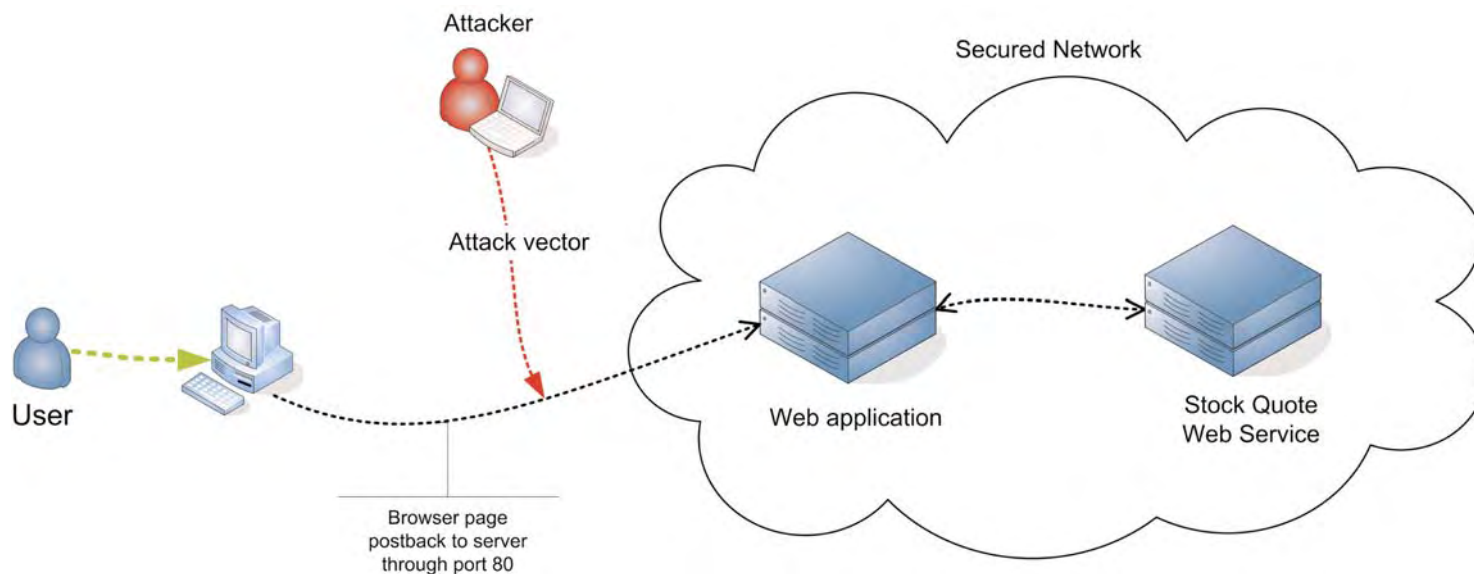 Attacker
Secured Network
Attack vector
User
Web application
Stock Quote
Web Service
Browser page
postback to server
through port 80